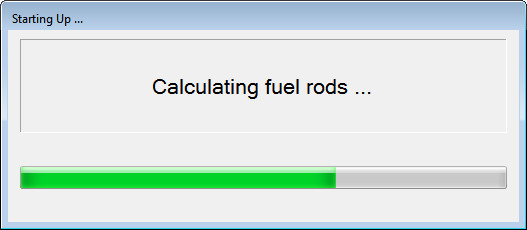 Starting Up ...
Calculating fuel rods ...